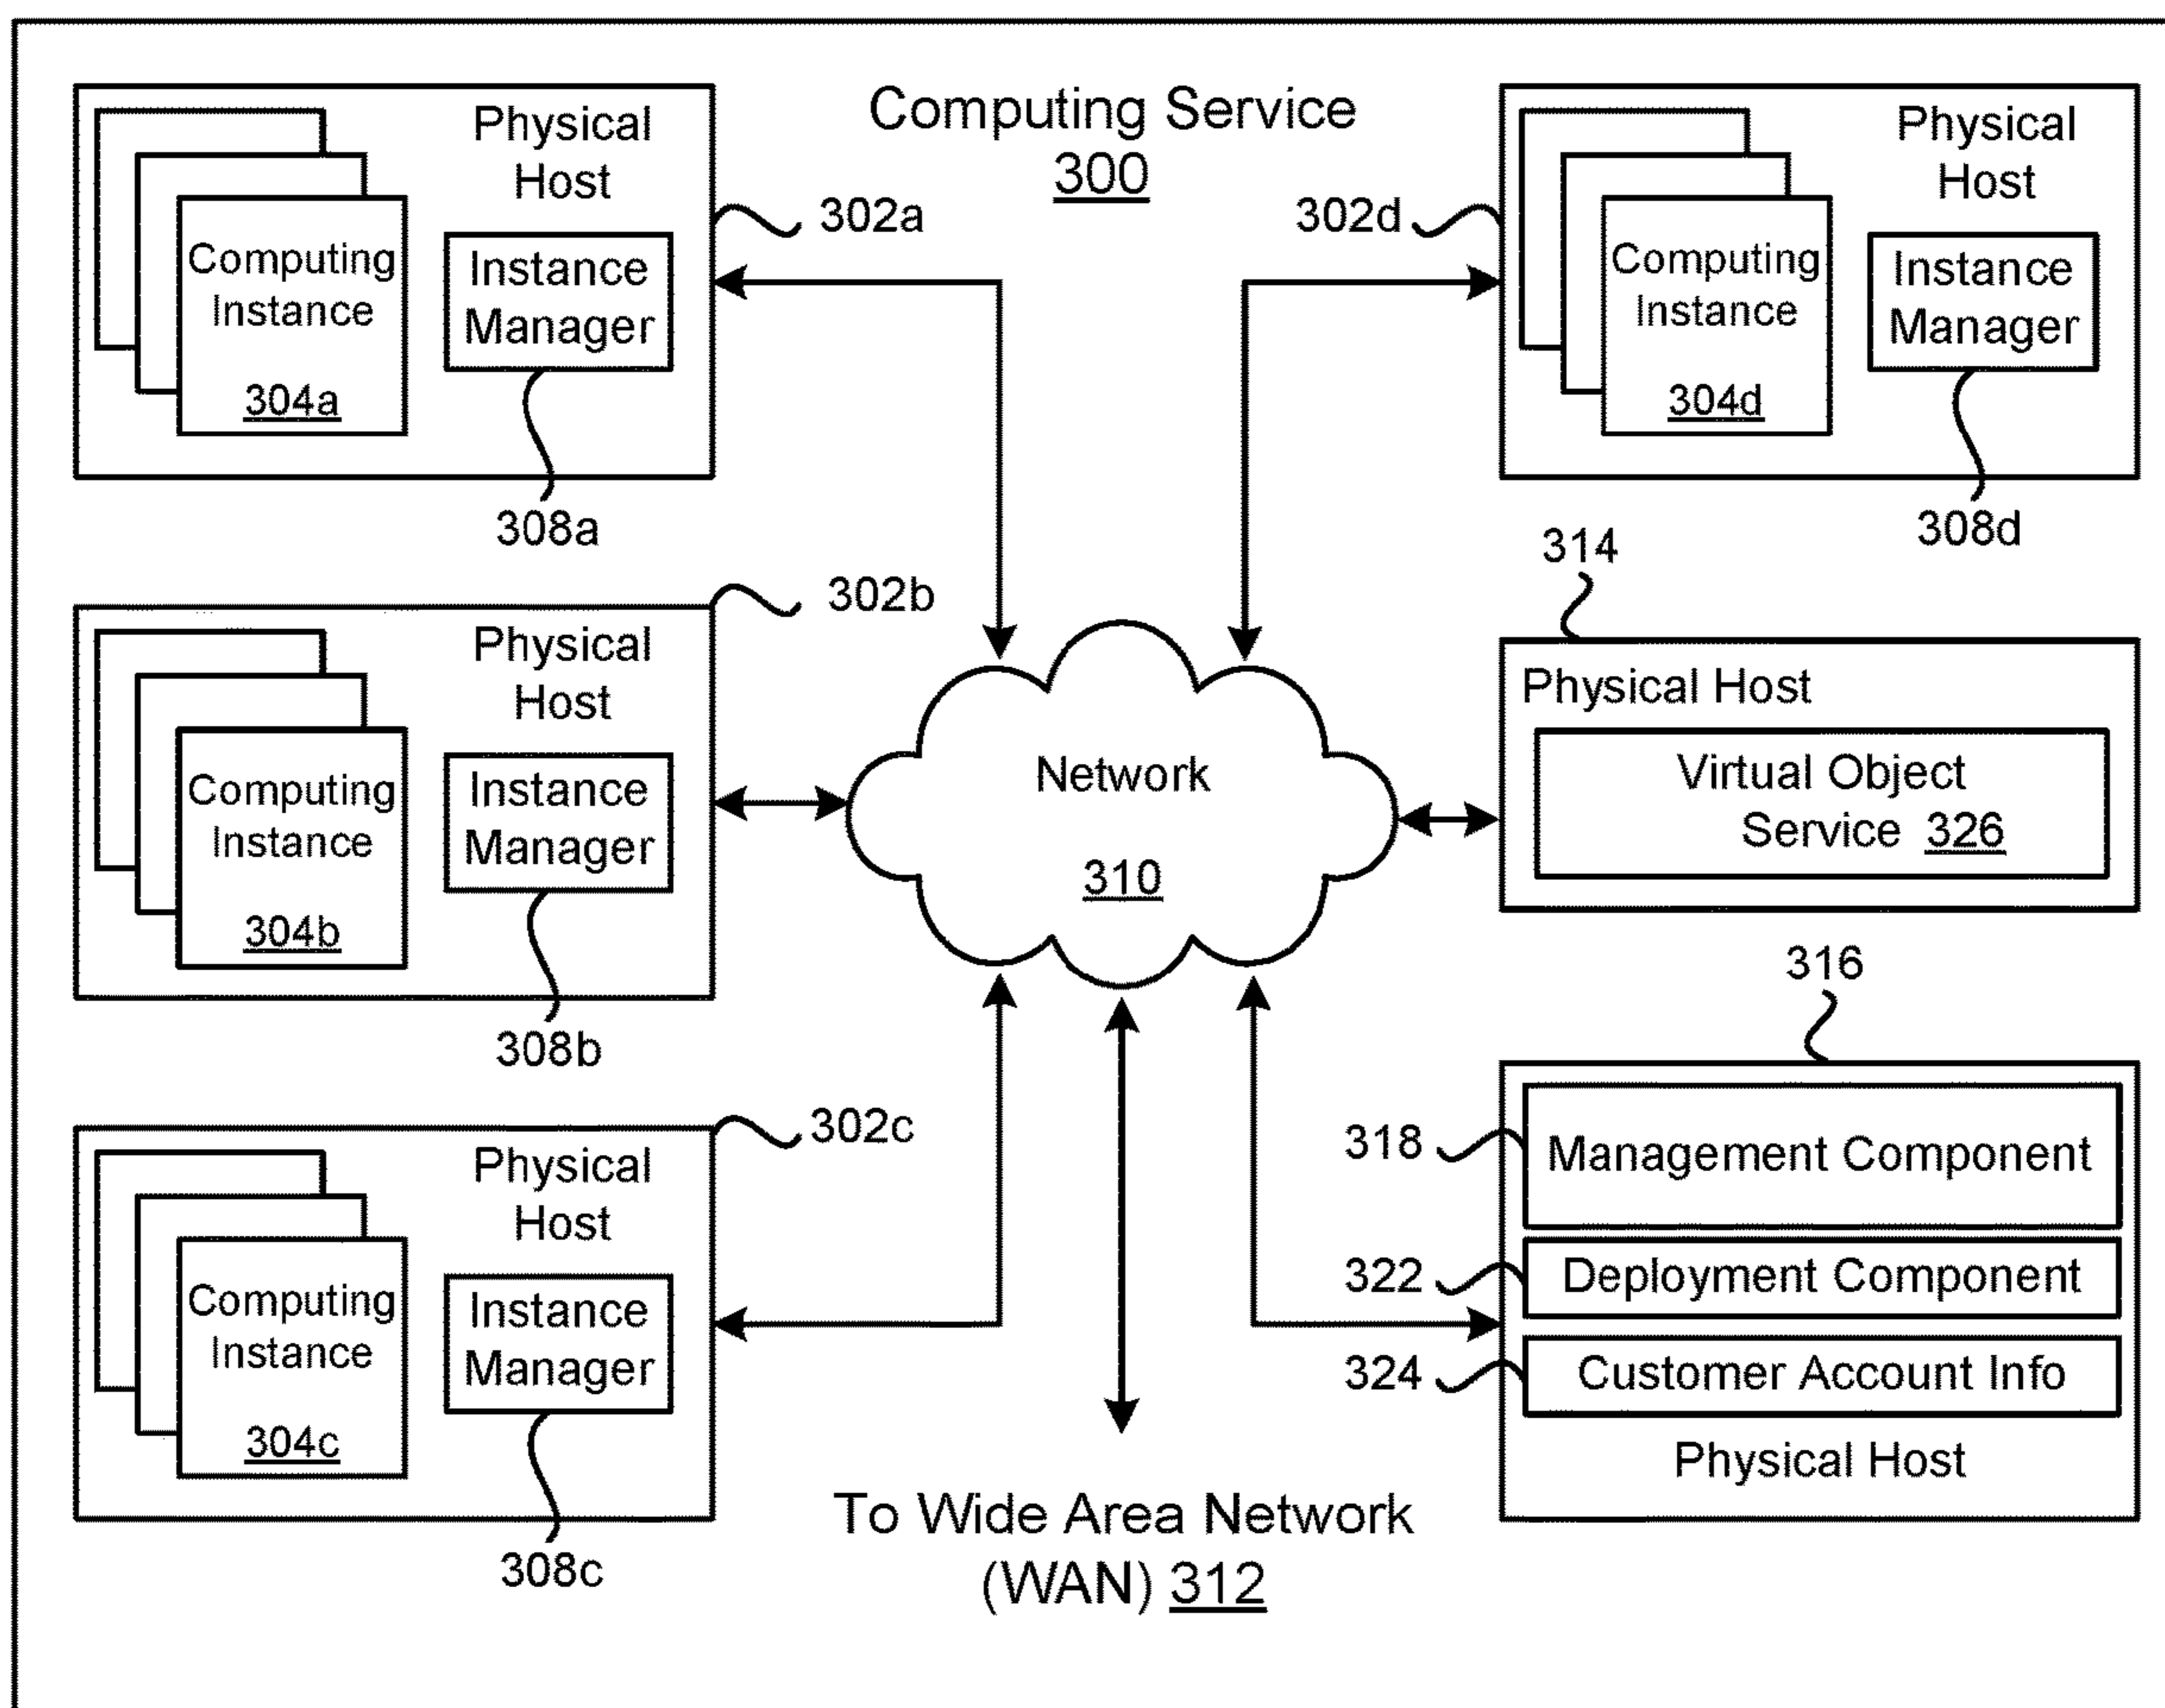 Computing Service
300
Physical
Host
Computing
Instance
304a
Instance
Manager
302a
308a
Physical
Host
Computing
Instance
304d
Instance
Manager
302d
308d
302b
Physical
Host
Computing
Instance
304b
Instance
Manager
308b
Network
310
314
Physical Host
Virtual Object
Service 326
302c
Physical
Host
Computing
Instance
304c
Instance
Manager
308c
316
318
Management Component
322
Deployment Component
324
Customer Account Info
Physical Host
To Wide Area Network
(WAN) 312